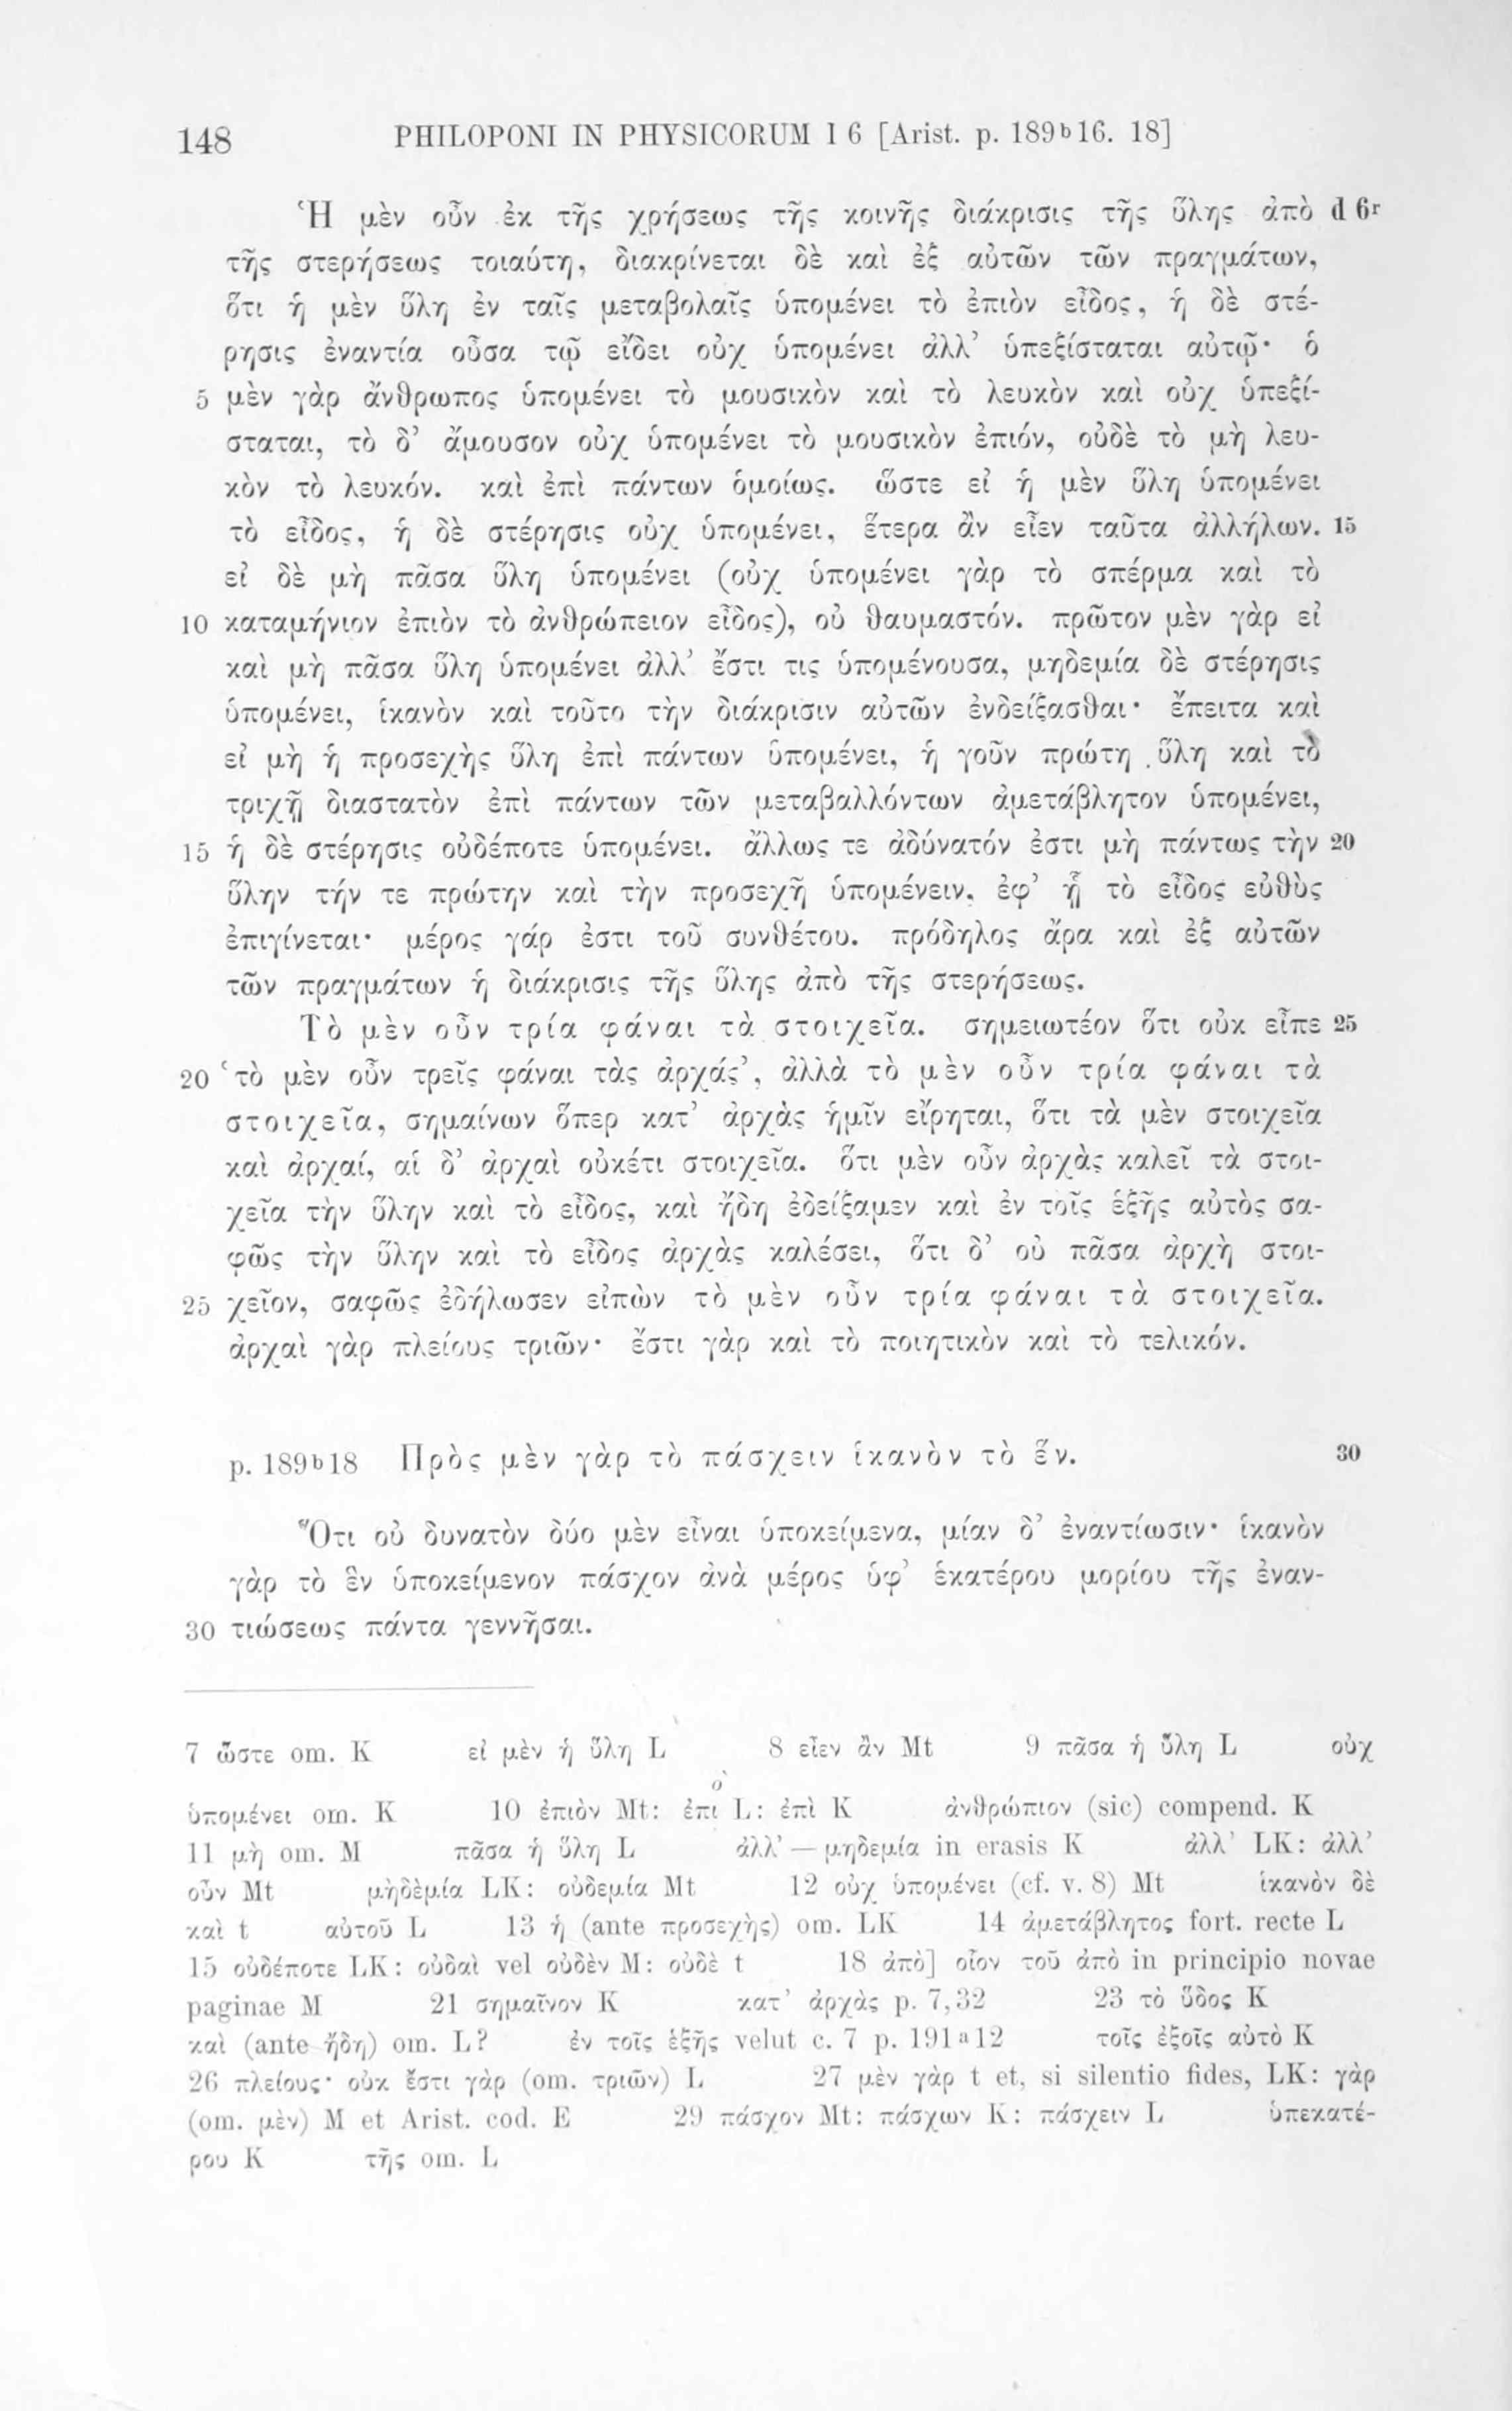 148 PHILOPONI IN PHYSICORUM I 6 [Arist. p. 189ᵇ16. 18]
Ἡ μὲν οὖν ἐκ τῆς χρήσεως τῆς κοινῆς διάκρισις τῆς ὕλης ἀπὸ d 6ʳ
τῆς στερήσεως τοιαύτη, διακρίνεται δὲ καὶ ἐξ αὐτῶν τῶν πραγμάτων,
ὅτι ἡ μὲν ὕλη ἐν ταῖς μεταβολαῖς ὑπομένει τὸ ἐπιὸν εἶδος, ἡ δὲ στέ-
ρησις ἐναντία οὖσα τῷ εἴδει οὐχ ὑπομένει ἀλλ’ ὑπεξίσταται αὐτῷ· ὁ
5 μὲν γὰρ ἄνθρωπος ὑπομένει τὸ μουσικὸν καὶ τὸ λευκὸν καὶ οὐχ ὑπεξί-
σταται, τὸ δ’ ἄμουσον οὐχ ὑπομένει τὸ μουσικὸν ἐπιόν, οὐδὲ τὸ μὴ λευ-
κὸν τὸ λευκόν. καὶ ἐπὶ πάντων ὁμοίως. ὥστε εἰ ἡ μὲν ὕλη ὑπομένει
τὸ εἶδος, ἡ δὲ στέρησις οὐχ ὑπομένει, ἕτερα ἂν εἶεν ταῦτα ἀλλήλων. 15
εἰ δὲ μὴ πᾶσα ὕλη ὑπομένει (οὐχ ὑπομένει γὰρ τὸ σπέρμα καὶ τὸ
10 καταμήνιον ἐπιὸν τὸ ἀνθρώπειον εἶδος), οὐ θαυμαστόν. πρῶτον μὲν γὰρ εἰ
καὶ μὴ πᾶσα ὕλη ὑπομένει ἀλλ’ ἔστι τις ὑπομένουσα, μηδεμία δὲ στέρησις
ὑπομένει, ἱκανὸν καὶ τοῦτο τὴν διάκρισιν αὐτῶν ἐνδείξασθαι· ἔπειτα καὶ
εἰ μὴ ἡ προσεχὴς ὕλη ἐπὶ πάντων ὑπομένει, ἡ γοῦν πρώτη ὕλη καὶ τὸ
τριχῇ διαστατὸν ἐπὶ πάντων τῶν μεταβαλλόντων ἀμετάβλητον ὑπομένει,
15 ἡ δὲ στέρησις οὐδέποτε ὑπομένει. ἄλλως τε ἀδύνατόν ἐστι μὴ πάντως τὴν 20
ὕλην τήν τε πρώτην καὶ τὴν προσεχῆ ὑπομένειν, ἐφ’ ᾗ τὸ εἶδος εὐθὺς
ἐπιγίνεται· μέρος γάρ ἐστι τοῦ συνθέτου. πρόδηλος ἄρα καὶ ἐξ αὐτῶν
τῶν πραγμάτων ἡ διάκρισις τῆς ὕλης ἀπὸ τῆς στερήσεως.
Τὸ μὲν οὖν τρία φάναι τὰ στοιχεῖα. σημειωτέον ὅτι οὐκ εἶπε 25
20 ‘τὸ μὲν οὖν τρεῖς φάναι τὰς ἀρχάς’, ἀλλὰ τὸ μὲν οὖν τρία φάναι τὰ
στοιχεῖα, σημαίνων ὅπερ κατ’ ἀρχὰς ἡμῖν εἴρηται, ὅτι τὰ μὲν στοιχεῖα
καὶ ἀρχαί, αἱ δ’ ἀρχαὶ οὐκέτι στοιχεῖα. ὅτι μὲν οὖν ἀρχὰς καλεῖ τὰ στοι-
χεῖα τὴν ὕλην καὶ τὸ εἶδος, καὶ ἤδη ἐδείξαμεν καὶ ἐν τοῖς ἑξῆς αὐτὸς σα-
φῶς τὴν ὕλην καὶ τὸ εἶδος ἀρχὰς καλέσει, ὅτι δ’ οὐ πᾶσα ἀρχὴ στοι-
25 χεῖον, σαφῶς ἐδήλωσεν εἰπὼν τὸ μὲν οὖν τρία φάναι τὰ στοιχεῖα.
ἀρχαὶ γὰρ πλείους τριῶν· ἔστι γὰρ καὶ τὸ ποιητικὸν καὶ τὸ τελικόν.
p. 189ᵇ18 Πρὸς μὲν γὰρ τὸ πάσχειν ἱκανὸν τὸ ἕν. 30
Ὅτι οὐ δυνατὸν δύο μὲν εἶναι ὑποκείμενα, μίαν δ’ ἐναντίωσιν· ἱκανὸν
γὰρ τὸ ἓν ὑποκείμενον πάσχον ἀνὰ μέρος ὑφ’ ἑκατέρου μορίου τῆς ἐναν-
30 τιώσεως πάντα γεννῆσαι.
7 ὥστε om. K εἰ μὲν ἡ ὕλη L 8 εἶεν ἂν Mt 9 πᾶσα ἡ ὕλη L οὐχ
ὑπομένει om. K 10 ἐπιὸν Mt: ἐπι ὸ L: ἐπὶ K ἀνθρώπιον (sic) compend. K
11 μὴ om. M πᾶσα ἡ ὕλη L ἀλλ’ — μηδεμία in erasis K ἀλλ’ LK: ἀλλ’
οὖν Mt μὴδὲμία LK: οὐδεμία Mt 12 οὐχ ὑπομένει (cf. v. 8) Mt ἱκανὸν δὲ
καὶ t αὐτοῦ L 13 ἡ (ante προσεχὴς) om. LK 14 ἀμετάβλητος fort. recte L
15 οὐδέποτε LK: οὐδαὶ vel οὐδὲν M: οὐδὲ t 18 ἀπὸ] οἷον τοῦ ἀπὸ in principio novae
paginae M 21 σημαῖνον K κατ’ ἀρχὰς p. 7,32 23 τὸ ὕδος K
καὶ (ante ἤδη) om. L? ἐν τοῖς ἑξῆς velut c. 7 p. 191ᵃ12 τοῖς ἐξοῖς αὐτὸ K
26 πλείους· οὐκ ἔστι γὰρ (om. τριῶν) L 27 μὲν γὰρ t et, si silentio fides, LK: γὰρ
(om. μὲν) M et Arist. cod. E 29 πάσχον Mt: πάσχων K: πάσχειν L ὑπεκατέ-
ρου K τῆς om. L